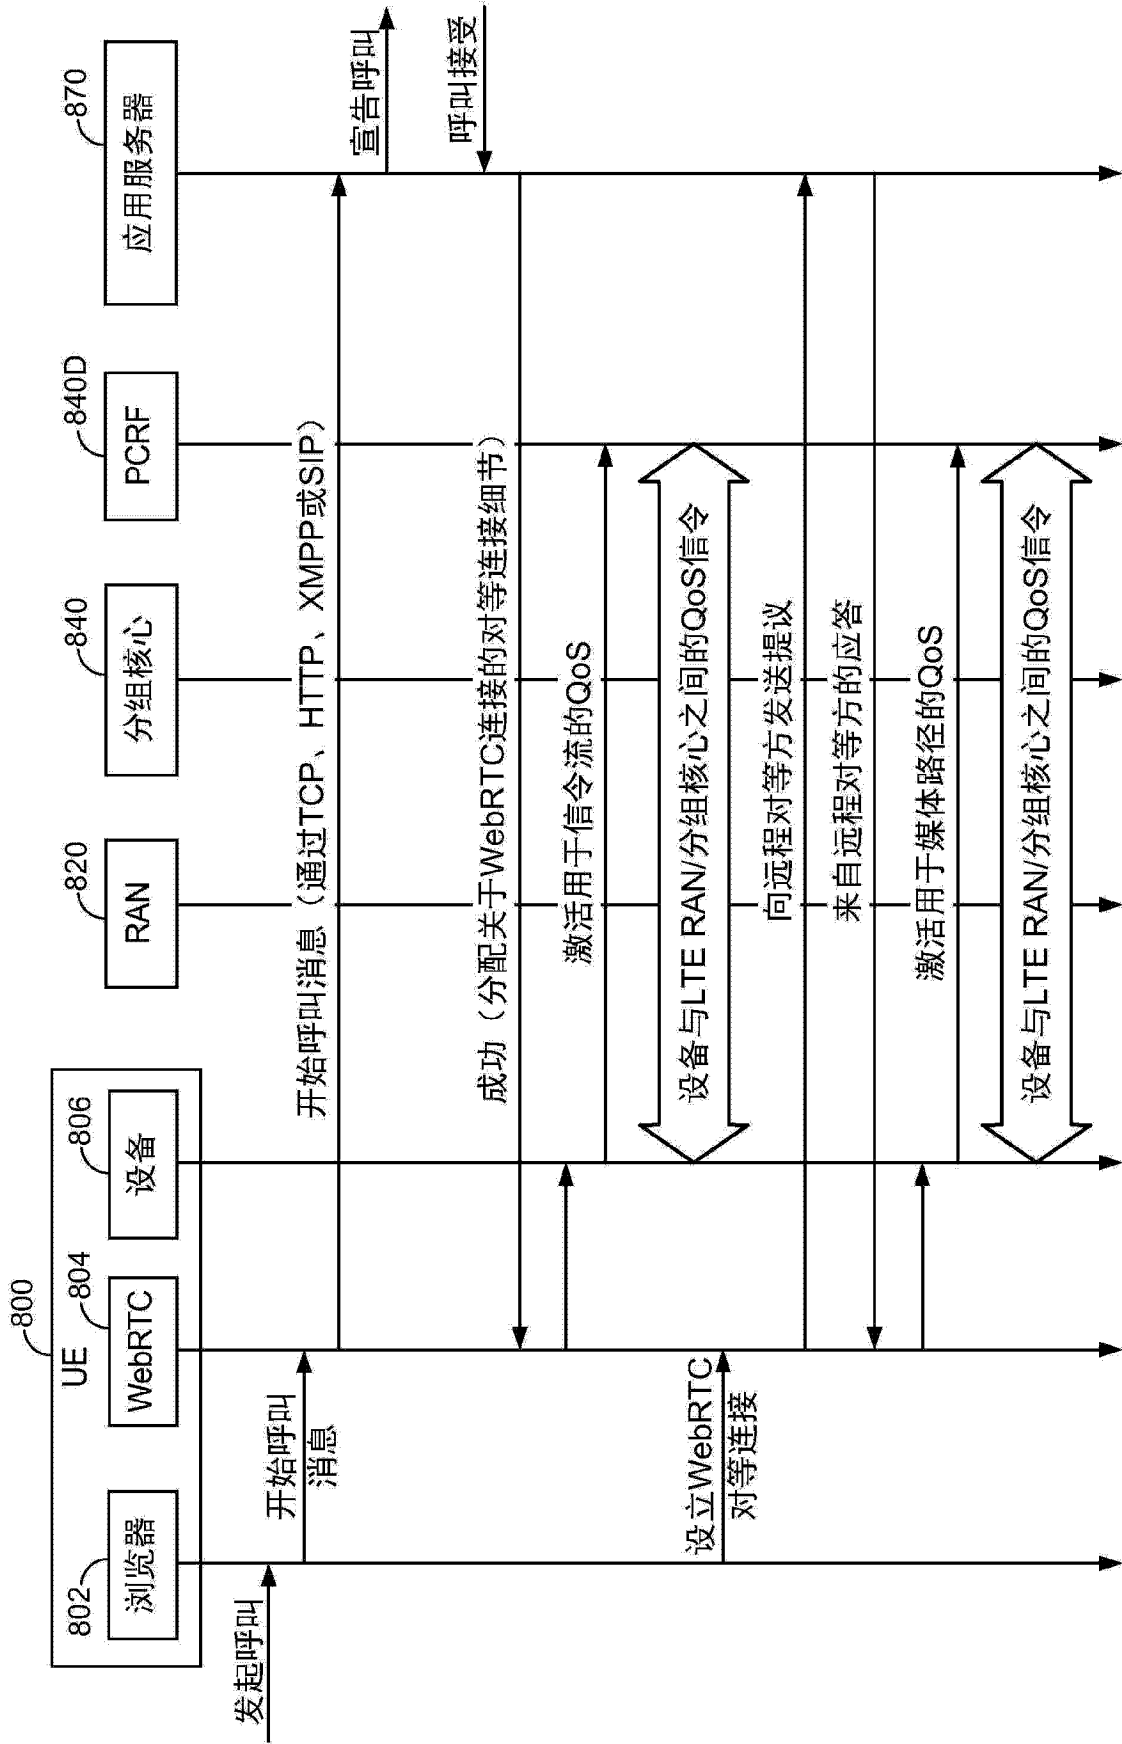 800
UE
802
浏览器
804
WebRTC
806
设备
820
RAN
840
分组核心
840D
PCRF
870
应用服务器
发起呼叫
开始呼叫
消息
开始呼叫消息（通过TCP、HTTP、XMPP或SIP）
宣告呼叫
呼叫接受
成功（分配关于WebRTC连接的对等连接细节）
激活用于信令流的QoS
设备与LTE RAN/分组核心之间的QoS信令
设立WebRTC
对等连接
向远程对等方发送提议
来自远程对等方的应答
激活用于媒体路径的QoS
设备与LTE RAN/分组核心之间的QoS信令